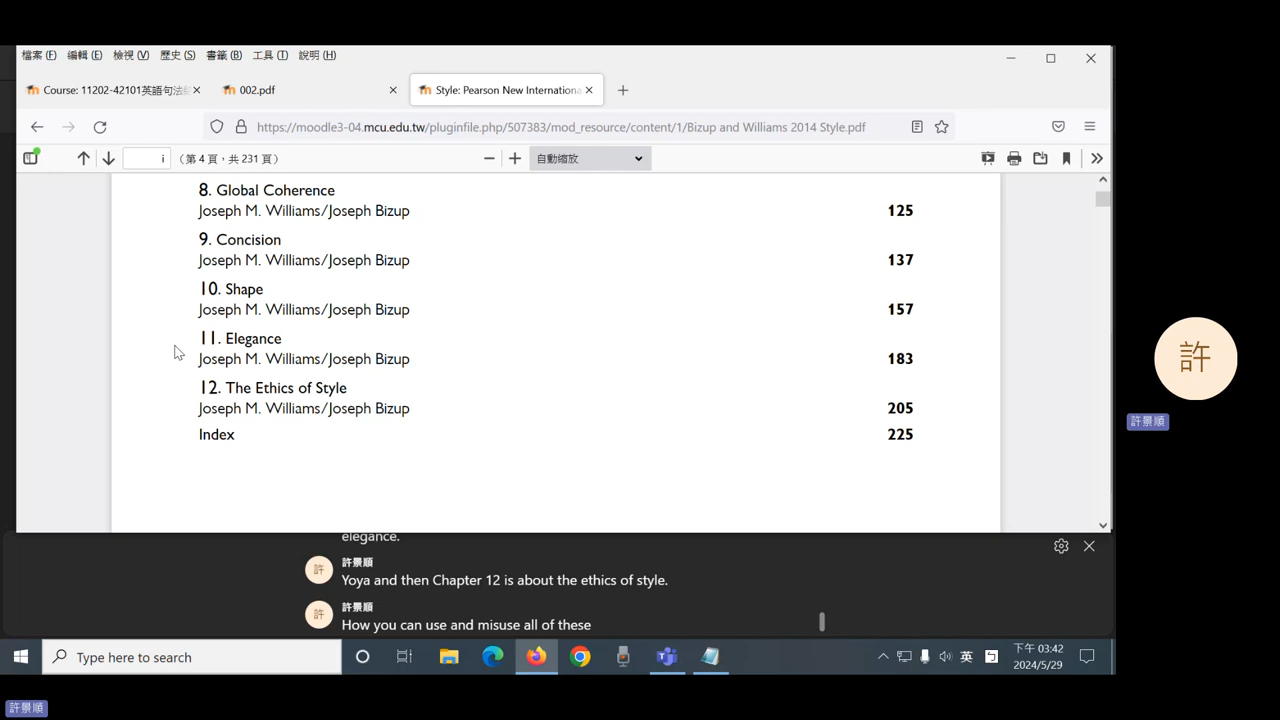 檔案 (F) 編輯 (E) 檢視 (V) 歷史 (S) 書籤 (B) 工具 (T) 說明 (H)
Course: 11202-42101英語句法
002.pdf
Style: Pearson New Internationa
https://moodle3-04.mcu.edu.tw/pluginfile.php/507383/mod_resource/content/1/Bizup and Williams 2014 Style.pdf
i (第 4 頁，共 231 頁) 自動縮放
8. Global Coherence
Joseph M. Williams/Joseph Bizup 125
9. Concision
Joseph M. Williams/Joseph Bizup 137
10. Shape
Joseph M. Williams/Joseph Bizup 157
11. Elegance
Joseph M. Williams/Joseph Bizup 183
12. The Ethics of Style
Joseph M. Williams/Joseph Bizup 205
Index 225
許
許景順
elegance.
許 許景順
Yoya and then Chapter 12 is about the ethics of style.
許 許景順
How you can use and misuse all of these
Type here to search
英
下午 03:42
2024/5/29
許景順